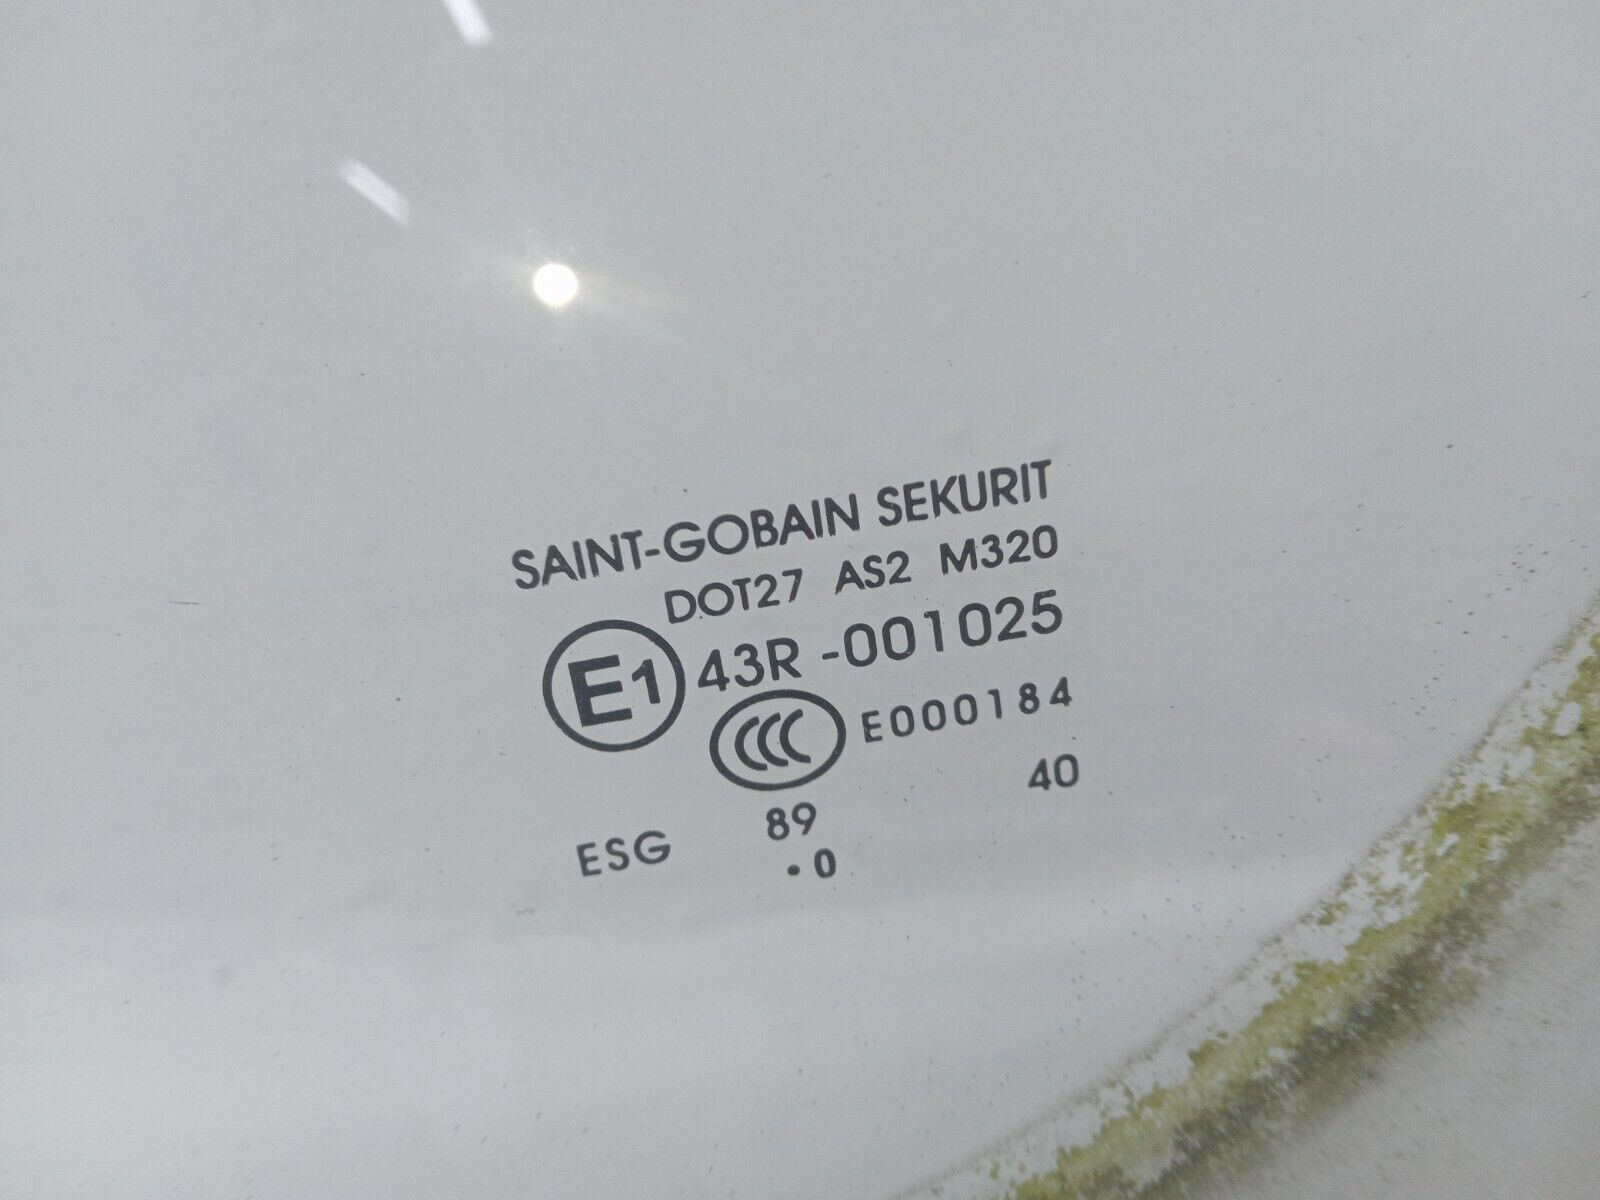 SAINT-GOBAIN SEKURIT
DOT27 AS2 M320
E1 43R -001025
CCC E000184
40
ESG 89
. 0